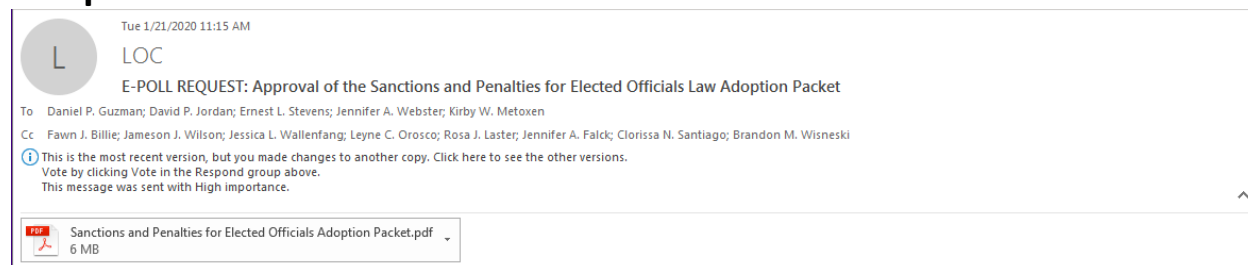 Tue 1/21/2020 11:15 AM
L
LOC
E-POLL REQUEST: Approval of the Sanctions and Penalties for Elected Officials Law Adoption Packet
To Daniel P. Guzman; David P. Jordan; Ernest L. Stevens; Jennifer A. Webster; Kirby W. Metoxen
Cc Fawn J. Billie; Jameson J. Wilson; Jessica L. Wallenfang; Leyne C. Orosco; Rosa J. Laster; Jennifer A. Falck; Clorissa N. Santiago; Brandon M. Wisneski
This is the most recent version, but you made changes to another copy. Click here to see the other versions.
Vote by clicking Vote in the Respond group above.
This message was sent with High importance.
PDF
Sanctions and Penalties for Elected Officials Adoption Packet.pdf
6 MB